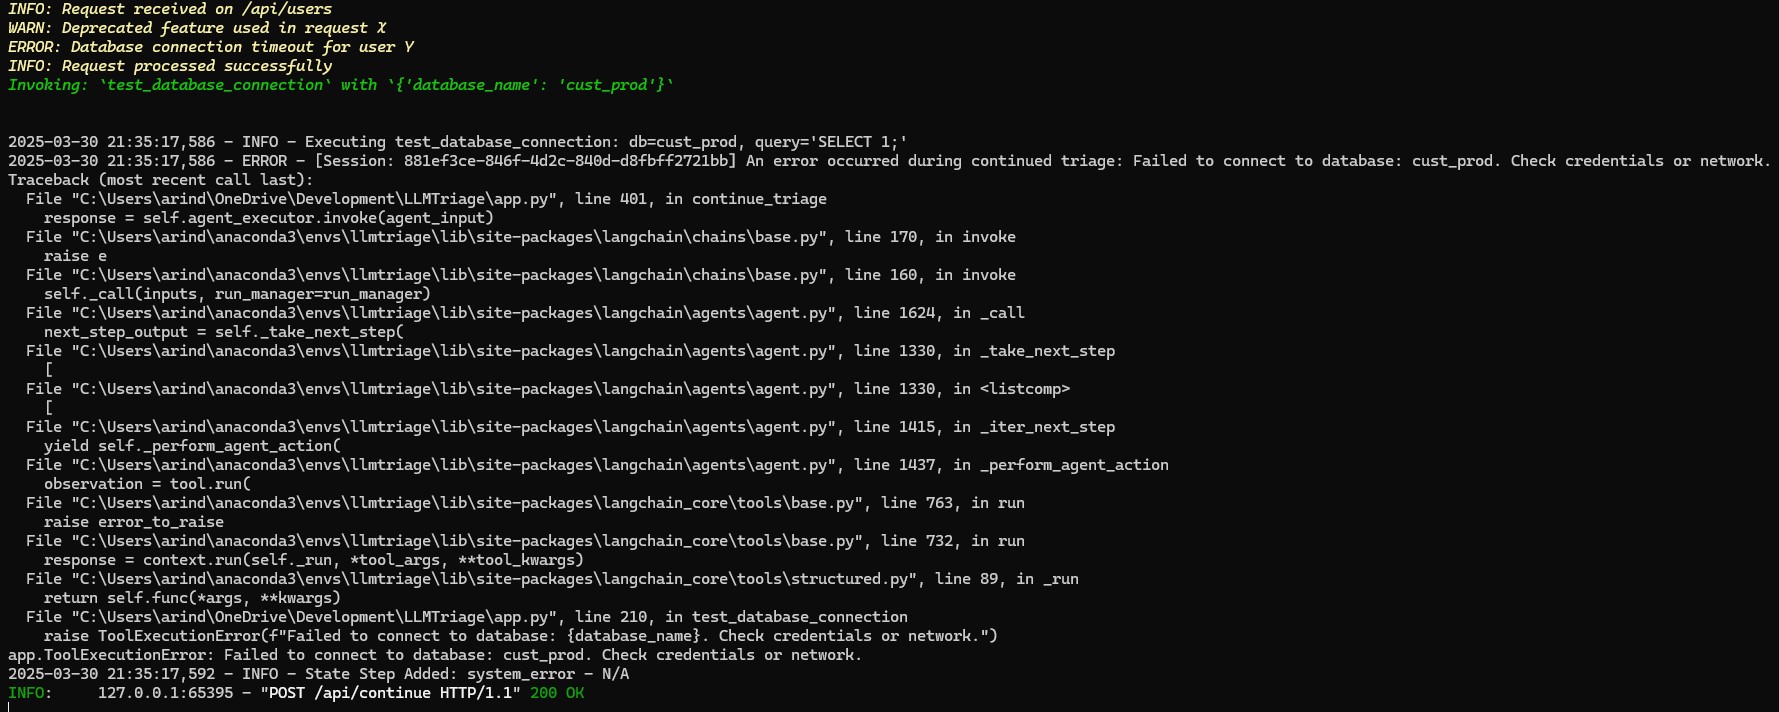 INFO: Request received on /api/users
WARN: Deprecated feature used in request X
ERROR: Database connection timeout for user Y
INFO: Request processed successfully
Invoking: `test_database_connection` with `{'database_name': 'cust_prod'}`
2025-03-30 21:35:17,586 - INFO - Executing test_database_connection: db=cust_prod, query='SELECT 1;'
2025-03-30 21:35:17,586 - ERROR - [Session: 881ef3ce-846f-4d2c-840d-d8fbff2721bb] An error occurred during continued triage: Failed to connect to database: cust_prod. Check credentials or network.
Traceback (most recent call last):
  File "C:\Users\arind\OneDrive\Development\LLMTriage\app.py", line 401, in continue_triage
    response = self.agent_executor.invoke(agent_input)
  File "C:\Users\arind\anaconda3\envs\llmtriage\lib\site-packages\langchain\chains\base.py", line 170, in invoke
    raise e
  File "C:\Users\arind\anaconda3\envs\llmtriage\lib\site-packages\langchain\chains\base.py", line 160, in invoke
    self._call(inputs, run_manager=run_manager)
  File "C:\Users\arind\anaconda3\envs\llmtriage\lib\site-packages\langchain\agents\agent.py", line 1624, in _call
    next_step_output = self._take_next_step(
  File "C:\Users\arind\anaconda3\envs\llmtriage\lib\site-packages\langchain\agents\agent.py", line 1330, in _take_next_step
    [
  File "C:\Users\arind\anaconda3\envs\llmtriage\lib\site-packages\langchain\agents\agent.py", line 1330, in <listcomp>
    [
  File "C:\Users\arind\anaconda3\envs\llmtriage\lib\site-packages\langchain\agents\agent.py", line 1415, in _iter_next_step
    yield self._perform_agent_action(
  File "C:\Users\arind\anaconda3\envs\llmtriage\lib\site-packages\langchain\agents\agent.py", line 1437, in _perform_agent_action
    observation = tool.run(
  File "C:\Users\arind\anaconda3\envs\llmtriage\lib\site-packages\langchain_core\tools\base.py", line 763, in run
    raise error_to_raise
  File "C:\Users\arind\anaconda3\envs\llmtriage\lib\site-packages\langchain_core\tools\base.py", line 732, in run
    response = context.run(self._run, *tool_args, **tool_kwargs)
  File "C:\Users\arind\anaconda3\envs\llmtriage\lib\site-packages\langchain_core\tools\structured.py", line 89, in _run
    return self.func(*args, **kwargs)
  File "C:\Users\arind\OneDrive\Development\LLMTriage\app.py", line 210, in test_database_connection
    raise ToolExecutionError(f"Failed to connect to database: {database_name}. Check credentials or network.")
app.ToolExecutionError: Failed to connect to database: cust_prod. Check credentials or network.
2025-03-30 21:35:17,592 - INFO - State Step Added: system_error - N/A
INFO:     127.0.0.1:65395 - "POST /api/continue HTTP/1.1" 200 OK